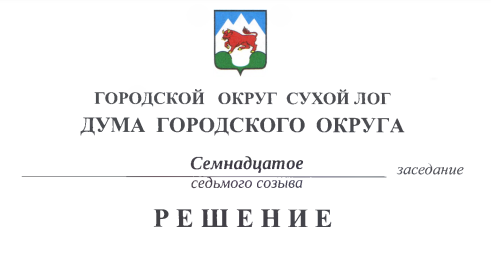 ГОРОДСКОЙ ОКРУГ СУХОЙ ЛОГ
ДУМА ГОРОДСКОГО ОКРУГА
Семнадцатое заседание
седьмого созыва
Р Е Ш Е Н И Е